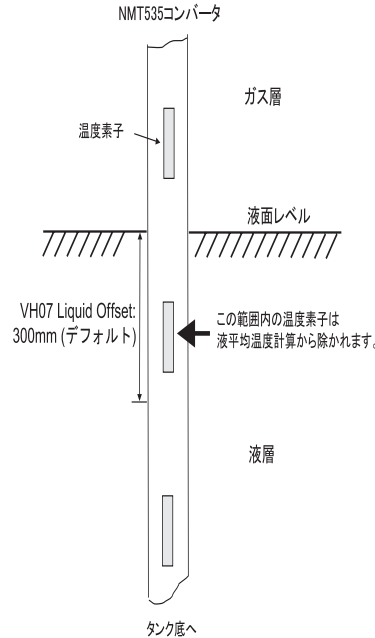 NMT535コンバータ
ガス層
温度素子
液面レベル
VH07 Liquid Offset:
300mm (デフォルト)
この範囲内の温度素子は
液平均温度計算から除かれます。
液層
タンク底へ